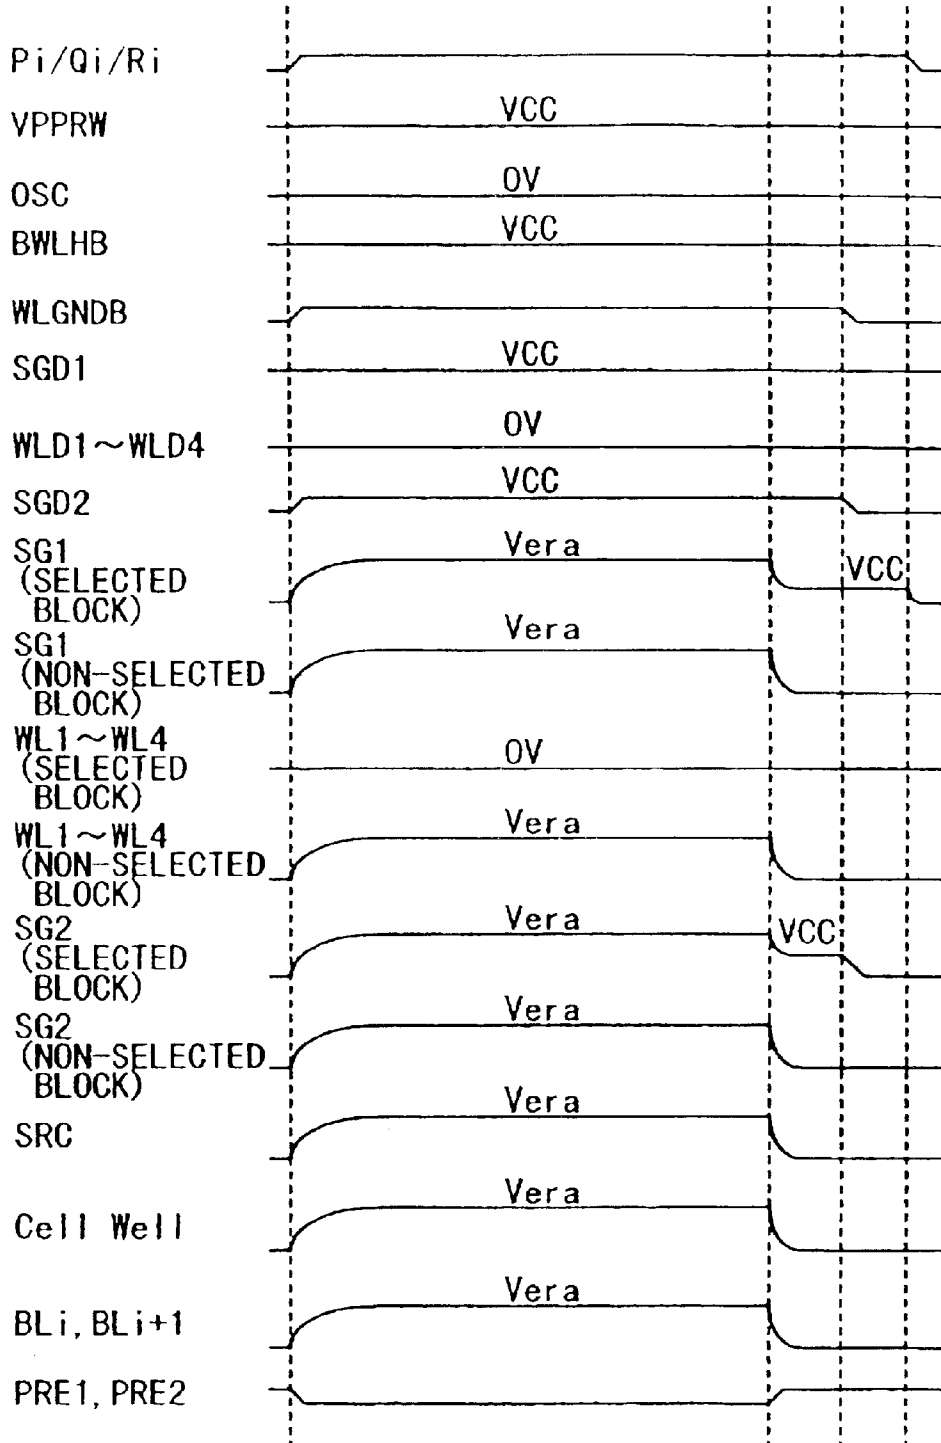 Pi/Qi/Ri
VPPRW VCC
OSC 0V
BWLHB VCC
WLGNDB
SGD1 VCC
WLD1～WLD4 0V
SGD2 VCC
SG1 Vera
(SELECTED VCC
BLOCK)
SG1 Vera
(NON-SELECTED
BLOCK)
WL1～WL4 0V
(SELECTED
BLOCK)
WL1～WL4 Vera
(NON-SELECTED
BLOCK)
SG2 Vera VCC
(SELECTED
BLOCK)
SG2 Vera
(NON-SELECTED
BLOCK)
SRC Vera
Cell Well Vera
BLi, BLi+1 Vera
PRE1, PRE2